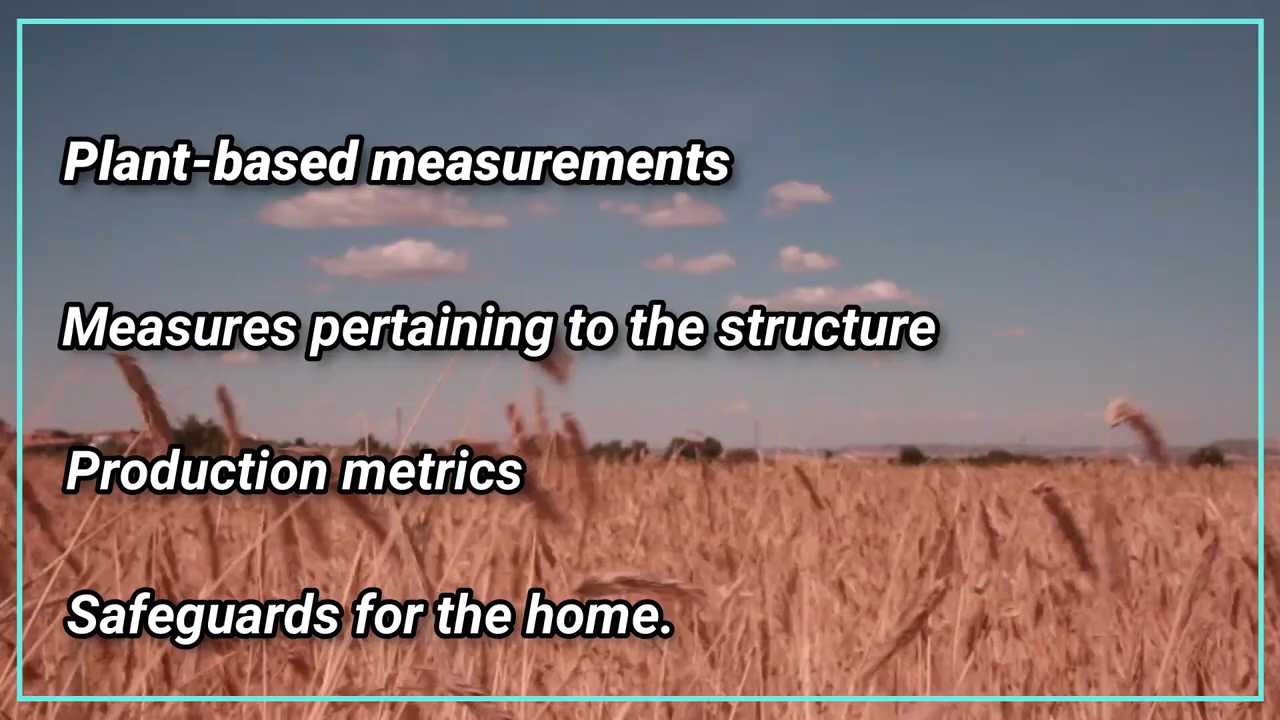 Plant-based measurements
Measures pertaining to the structure
Production metrics
Safeguards for the home.